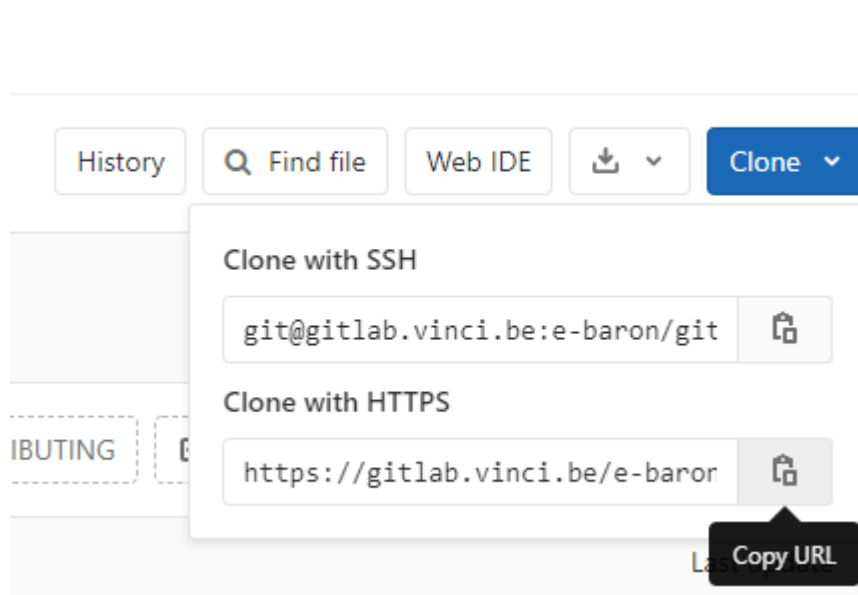 History
Find file
Web IDE
Clone
Clone with SSH
git@gitlab.vinci.be:e-baron/git
Clone with HTTPS
IBUTING
https://gitlab.vinci.be/e-baron
Copy URL